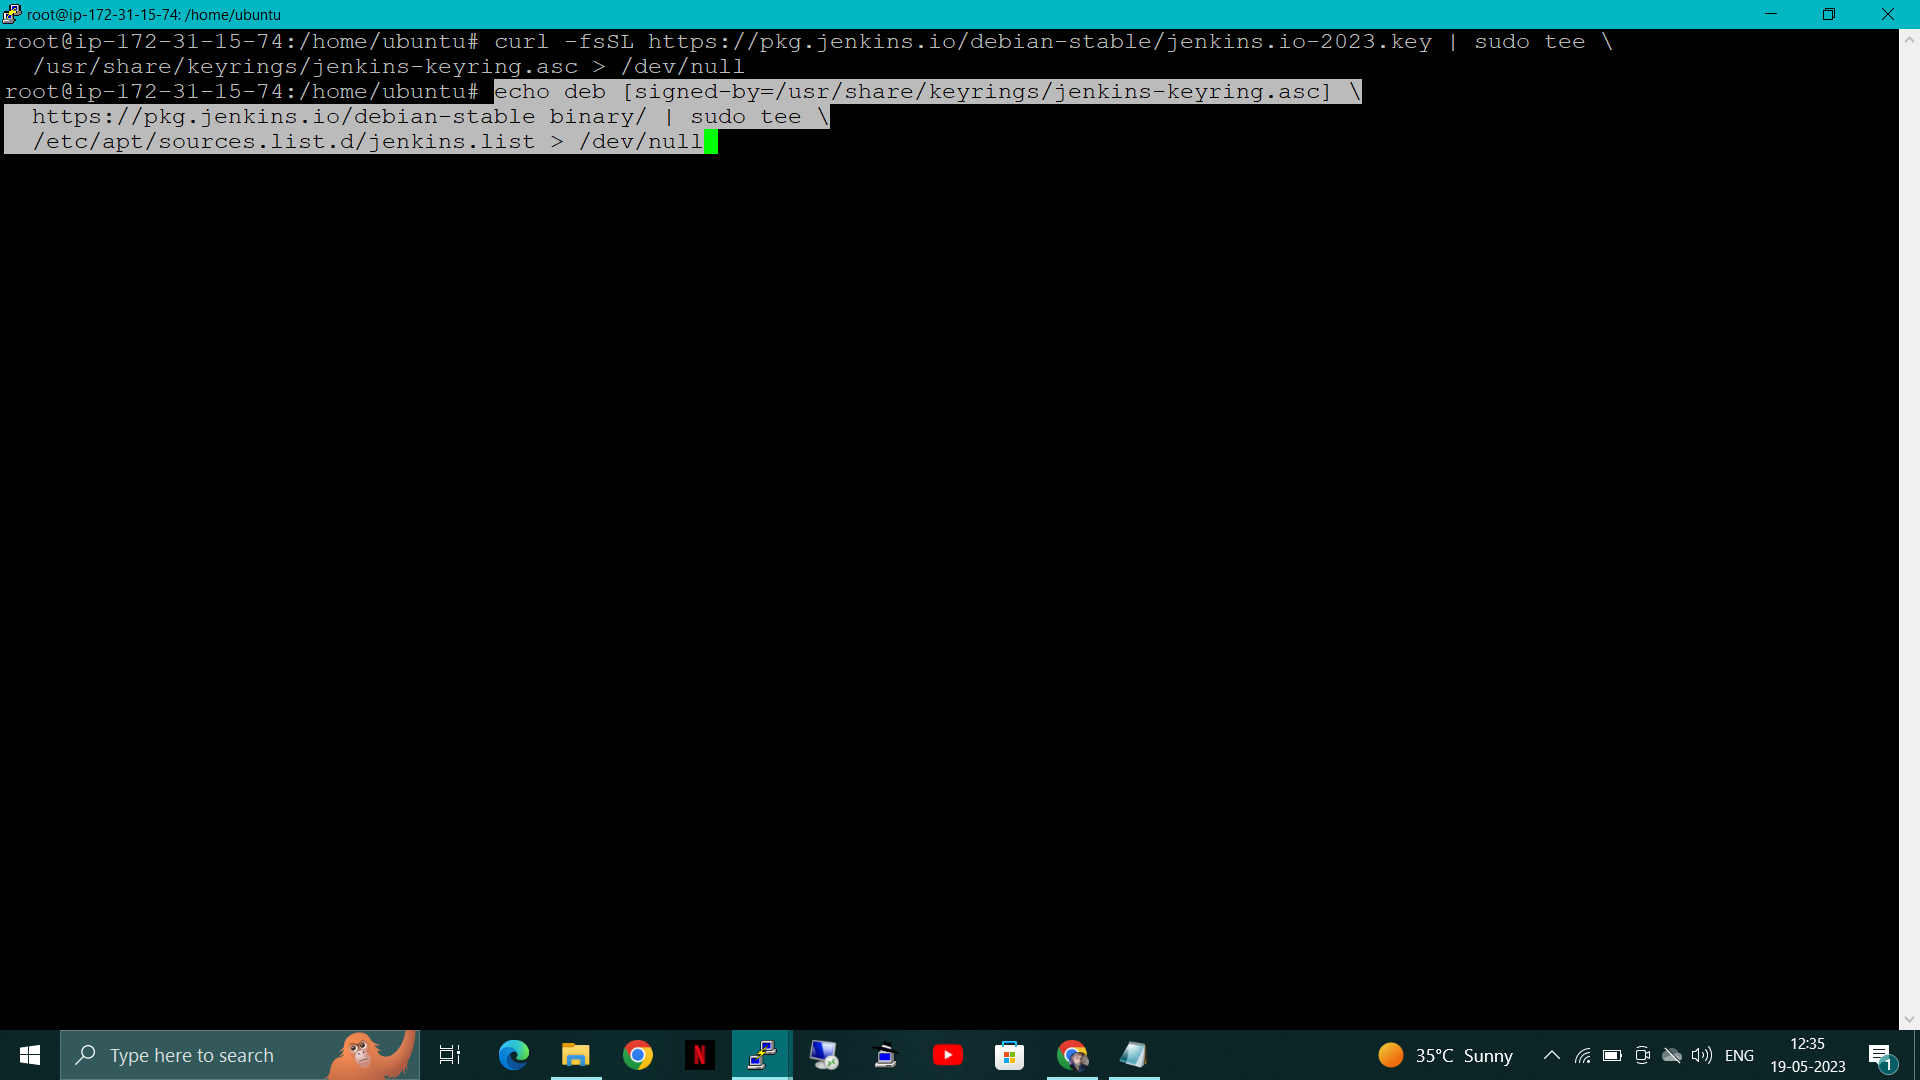 root@ip-172-31-15-74: /home/ubuntu
root@ip-172-31-15-74:/home/ubuntu# curl -fsSL https://pkg.jenkins.io/debian-stable/jenkins.io-2023.key | sudo tee \
  /usr/share/keyrings/jenkins-keyring.asc > /dev/null
root@ip-172-31-15-74:/home/ubuntu# echo deb [signed-by=/usr/share/keyrings/jenkins-keyring.asc] \
  https://pkg.jenkins.io/debian-stable binary/ | sudo tee \
  /etc/apt/sources.list.d/jenkins.list > /dev/null
Type here to search
N
35°C Sunny
ENG
12:35
19-05-2023
1